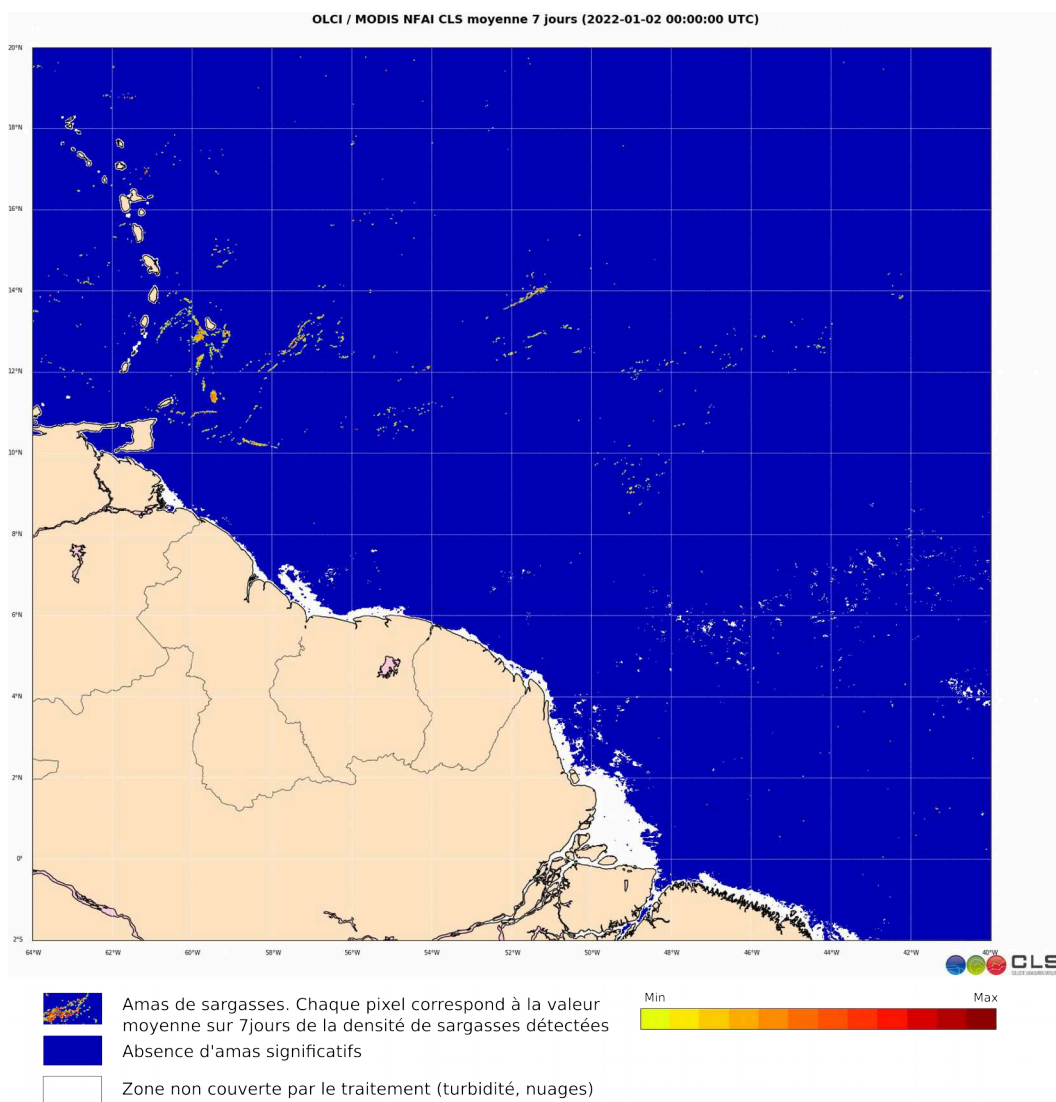 OLCI / MODIS NFAI CLS moyenne 7 jours (2022-01-02 00:00:00 UTC)
20°N
18°N
16°N
14°N
12°N
10°N
8°N
6°N
4°N
2°N
0°
2°S
64°W 62°W 60°W 58°W 56°W 54°W 52°W 50°W 48°W 46°W 44°W 42°W 40°W
CLS
Amas de sargasses. Chaque pixel correspond à la valeur
moyenne sur 7jours de la densité de sargasses détectées
Min Max
Absence d'amas significatifs
Zone non couverte par le traitement (turbidité, nuages)